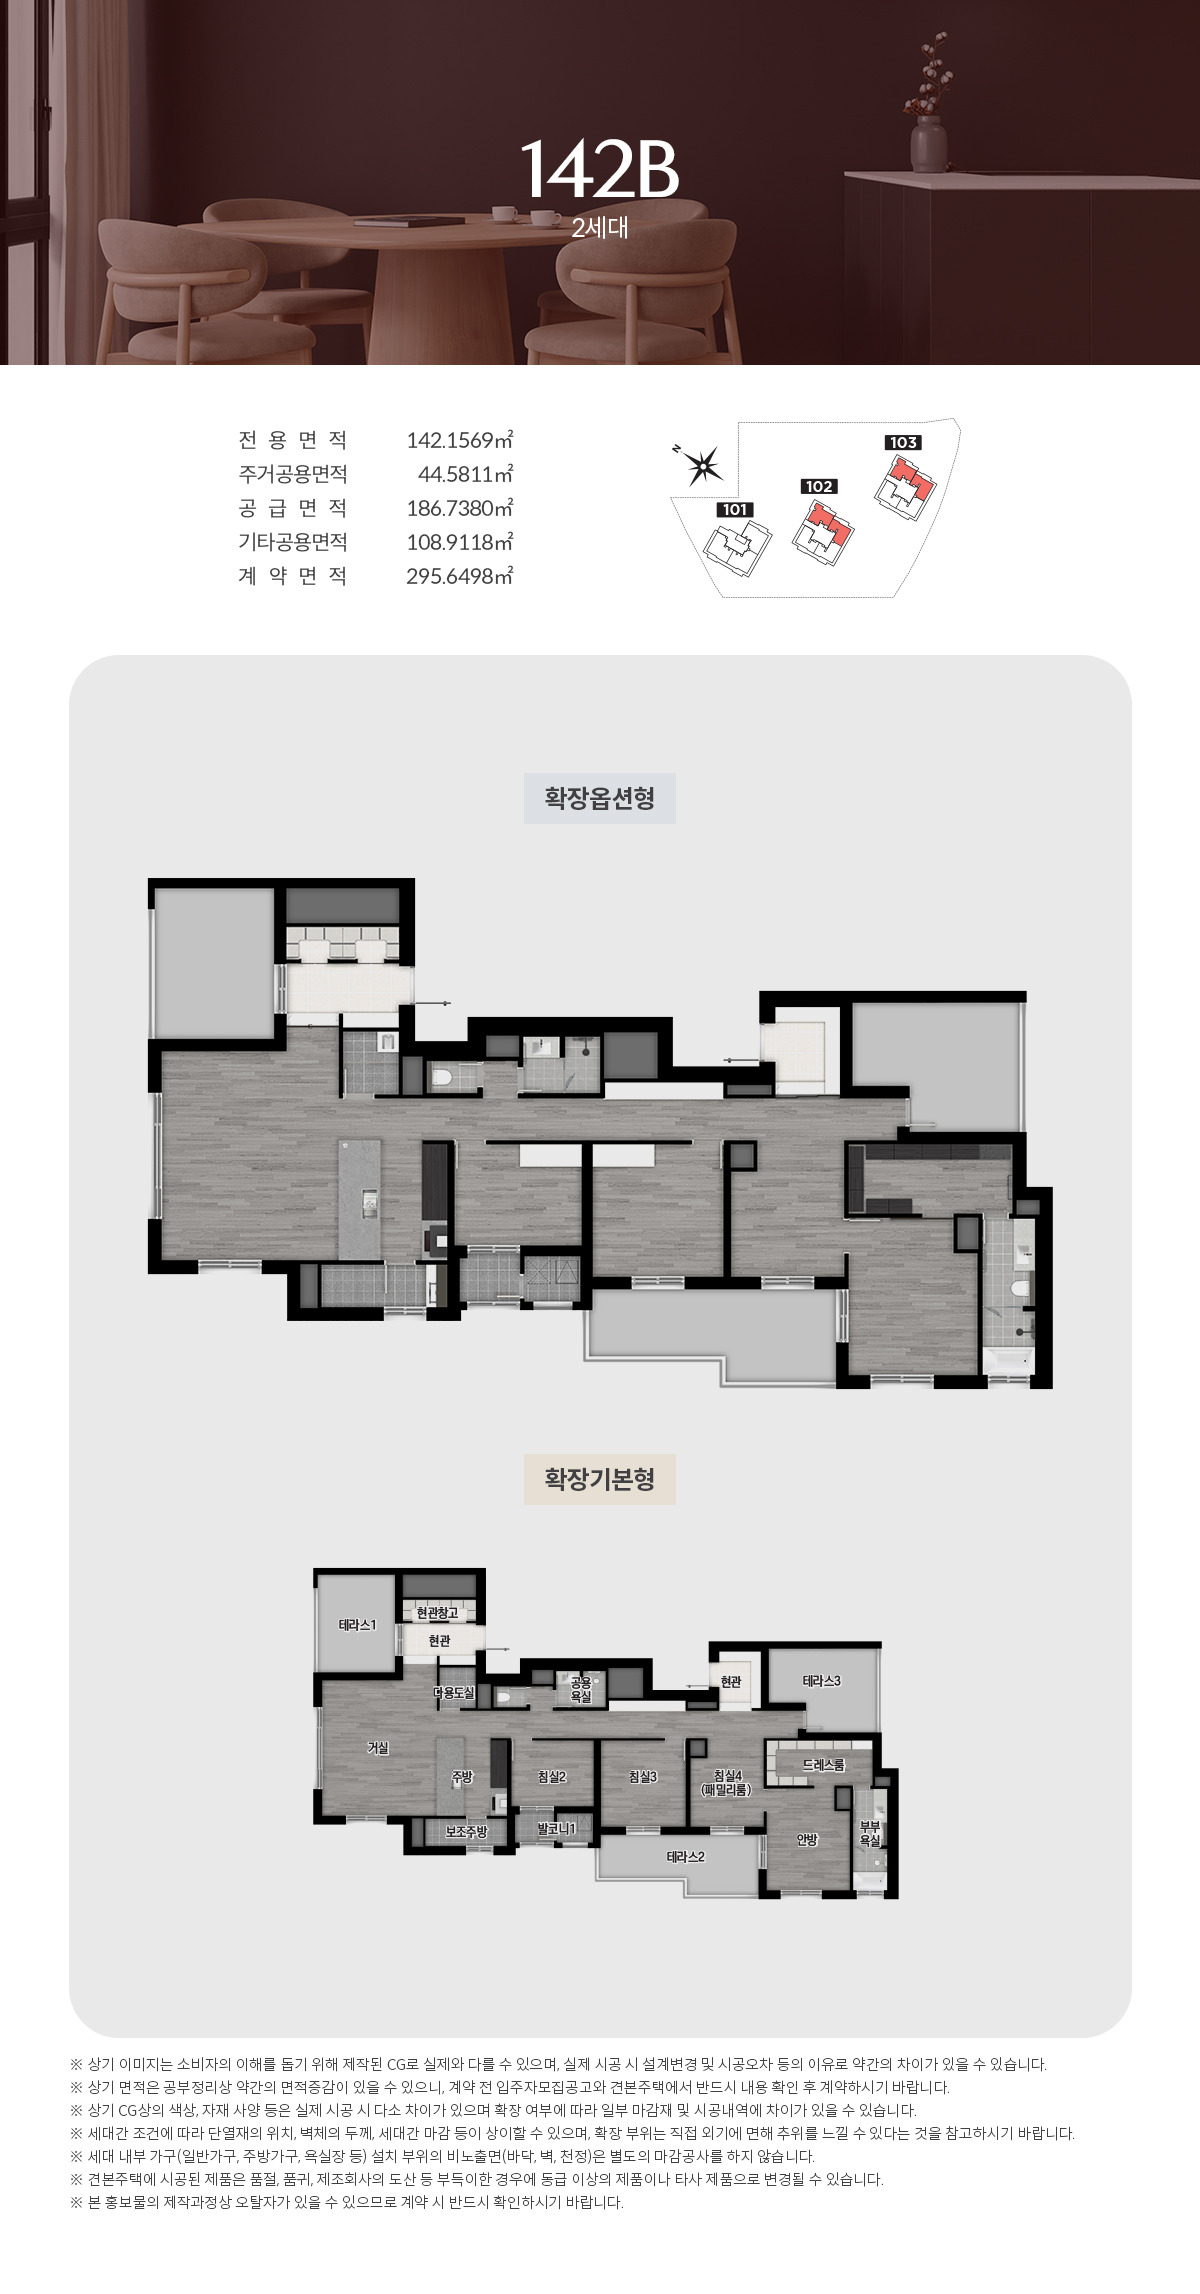 142B
2세대
전용면적 142.1569㎡
주거공용면적 44.5811㎡
공급면적 186.7380㎡
기타공용면적 108.9118㎡
계약면적 295.6498㎡
N
103
102
101
확장옵션형
확장기본형
테라스1
현관창고
현관
다용도실
공용
욕실
현관
테라스3
거실
주방
침실2
침실3
침실4
(패밀리룸)
드레스룸
보조주방
발코니1
테라스2
안방
부부
욕실
※ 상기 이미지는 소비자의 이해를 돕기 위해 제작된 CG로 실제와 다를 수 있으며, 실제 시공 시 설계변경 및 시공오차 등의 이유로 약간의 차이가 있을 수 있습니다.
※ 상기 면적은 공부정리상 약간의 면적증감이 있을 수 있으니, 계약 전 입주자모집공고와 견본주택에서 반드시 내용 확인 후 계약하시기 바랍니다.
※ 상기 CG상의 색상, 자재 사양 등은 실제 시공 시 다소 차이가 있으며 확장 여부에 따라 일부 마감재 및 시공내역에 차이가 있을 수 있습니다.
※ 세대간 조건에 따라 단열재의 위치, 벽체의 두께, 세대간 마감 등이 상이할 수 있으며, 확장 부위는 직접 외기에 면해 추위를 느낄 수 있다는 것을 참고하시기 바랍니다.
※ 세대 내부 가구(일반가구, 주방가구, 욕실장 등) 설치 부위의 비노출면(바닥, 벽, 천정)은 별도의 마감공사를 하지 않습니다.
※ 견본주택에 시공된 제품은 품절, 품귀, 제조회사의 도산 등 부득이한 경우에 동급 이상의 제품이나 타사 제품으로 변경될 수 있습니다.
※ 본 홍보물의 제작과정상 오탈자가 있을 수 있으므로 계약 시 반드시 확인하시기 바랍니다.